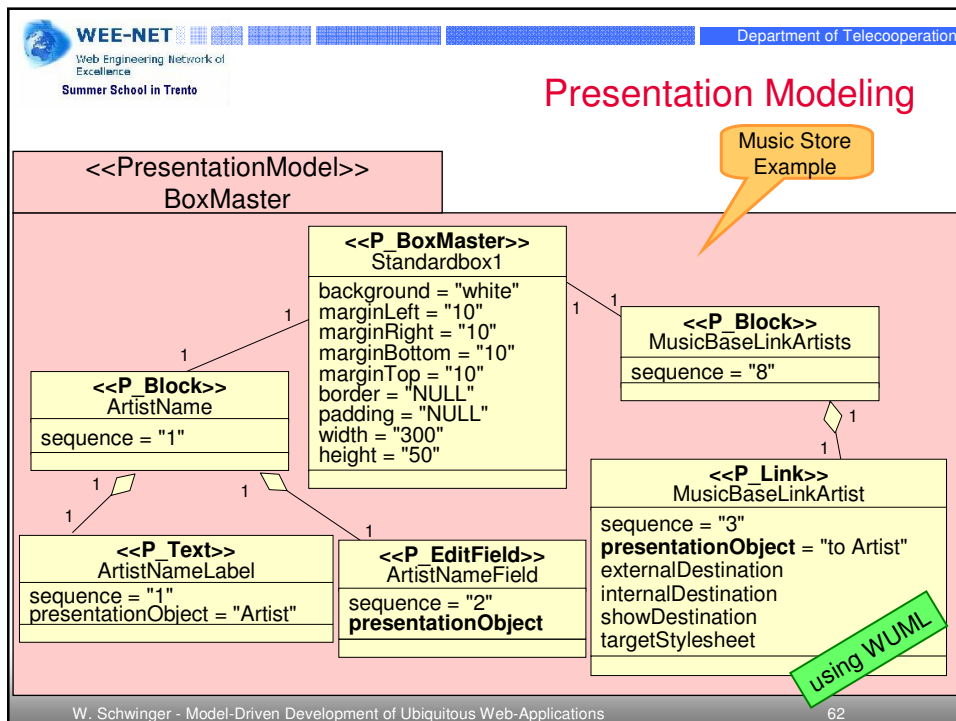 WEE-NET
Web Engineering Network of
Excellence
Summer School in Trento
Department of Telecooperation
Presentation Modeling
Music Store
Example
<<PresentationModel>>
BoxMaster
<<P_BoxMaster>>
Standardbox1
background = "white"
marginLeft = "10"
marginRight = "10"
marginBottom = "10"
marginTop = "10"
border = "NULL"
padding = "NULL"
width = "300"
height = "50"
1
1
1
1
<<P_Block>>
ArtistName
sequence = "1"
<<P_Block>>
MusicBaseLinkArtists
sequence = "8"
1
1
1
1
1
1
<<P_Text>>
ArtistNameLabel
sequence = "1"
presentationObject = "Artist"
<<P_EditField>>
ArtistNameField
sequence = "2"
presentationObject
<<P_Link>>
MusicBaseLinkArtist
sequence = "3"
presentationObject = "to Artist"
externalDestination
internalDestination
showDestination
targetStylesheet
using WUML
W. Schwinger - Model-Driven Development of Ubiquitous Web-Applications
62